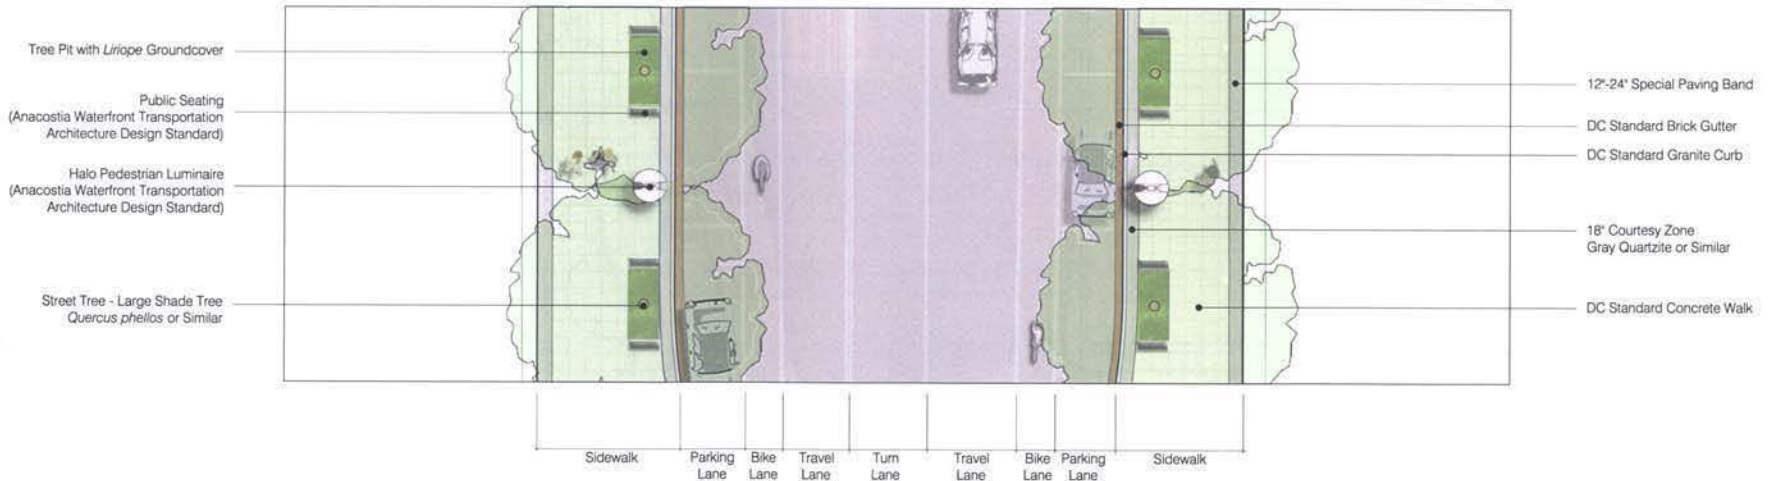 Tree Pit with Liriope Groundcover
Public Seating
(Anacostia Waterfront Transportation
Architecture Design Standard)
Halo Pedestrian Luminaire
(Anacostia Waterfront Transportation
Architecture Design Standard)
Street Tree - Large Shade Tree
Quercus phellos or Similar
12"-24" Special Paving Band
DC Standard Brick Gutter
DC Standard Granite Curb
18" Courtesy Zone
Gray Quartzite or Similar
DC Standard Concrete Walk
Sidewalk
Parking
Lane
Bike
Lane
Travel
Lane
Turn
Lane
Travel
Lane
Bike
Lane
Parking
Lane
Sidewalk